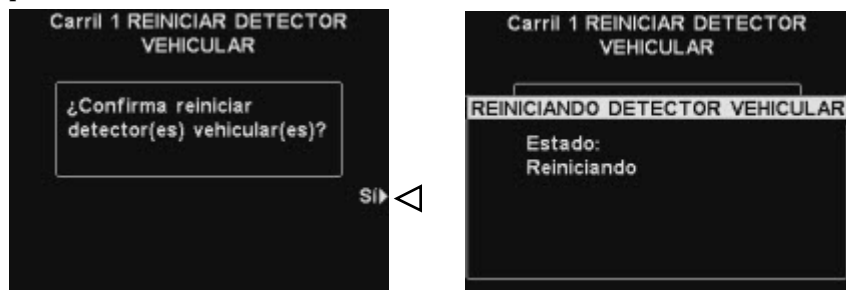 Carril 1 REINICIAR DETECTOR
VEHICULAR
¿Confirma reiniciar
detector(es) vehicular(es)?
Sí
Carril 1 REINICIAR DETECTOR
VEHICULAR
REINICIANDO DETECTOR VEHICULAR
Estado:
Reiniciando